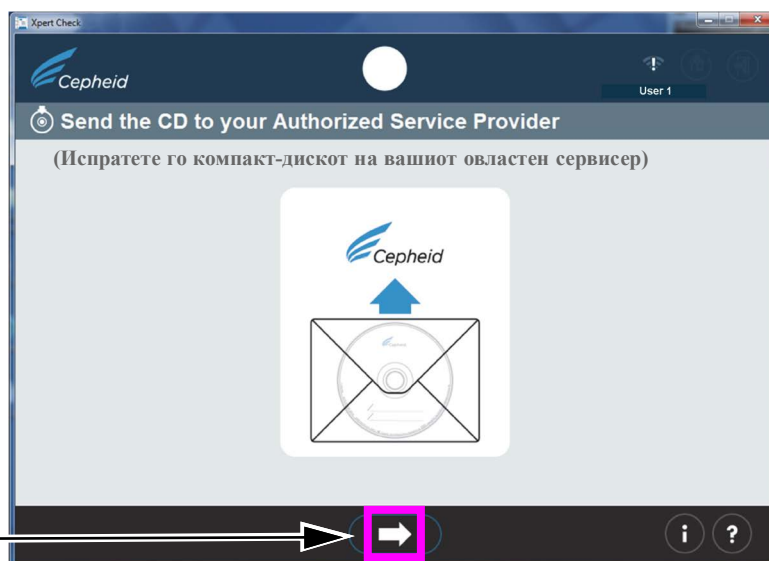 Xpert Check
Cepheid
User 1
Send the CD to your Authorized Service Provider
(Испратете го компакт-дискот на вашиот овластен сервисер)
Cepheid
Cepheid
i ?